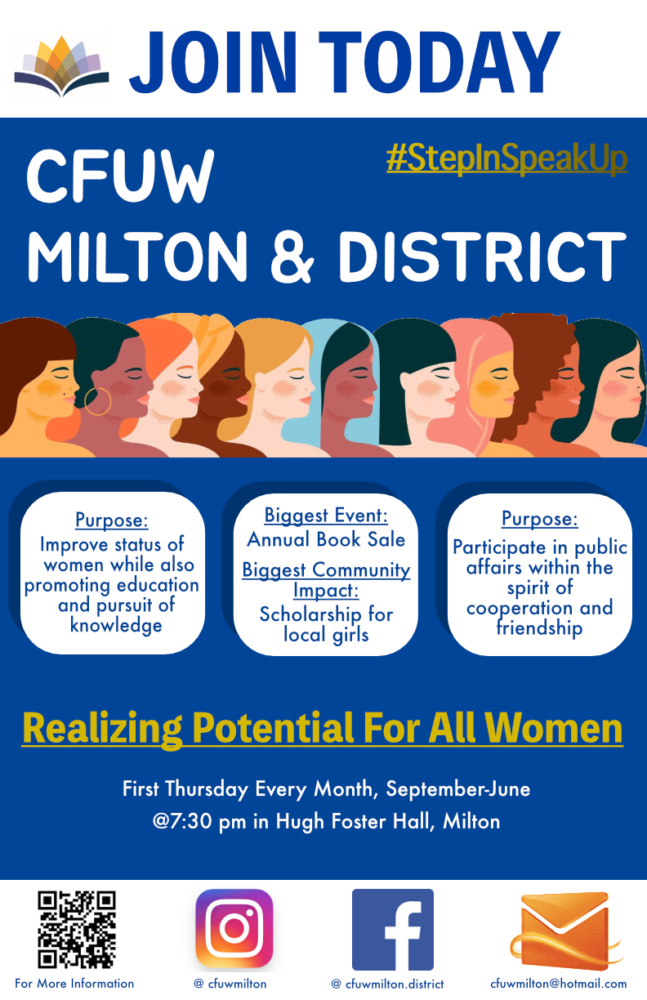 JOIN TODAY
#StepInSpeakUp
CFUW
MILTON & DISTRICT
Purpose:
Improve status of
women while also
promoting education
and pursuit of
knowledge
Biggest Event:
Annual Book Sale
Biggest Community
Impact:
Scholarship for
local girls
Purpose:
Participate in public
affairs within the
spirit of
cooperation and
friendship
Realizing Potential For All Women
First Thursday Every Month, September-June
@7:30 pm in Hugh Foster Hall, Milton
For More Information
@ cfuwmilton
@ cfuwmilton.district
cfuwmilton@hotmail.com